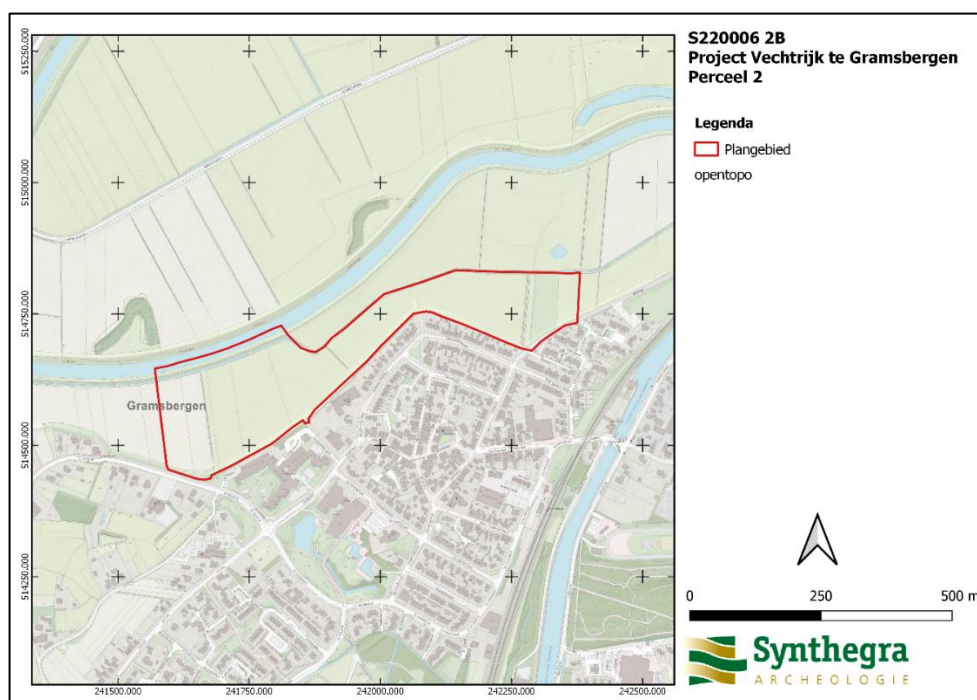 S220006 2B
Project Vechtrijk te Gramsbergen
Perceel 2
Legenda
Plangebied
opentopo
515250.000
515000.000
514750.000
514500.000
514250.000
Gramsbergen
241500.000
241750.000
242000.000
242250.000
242500.000
0 250 500 m
Synthegra
ARCHEOLOGIE